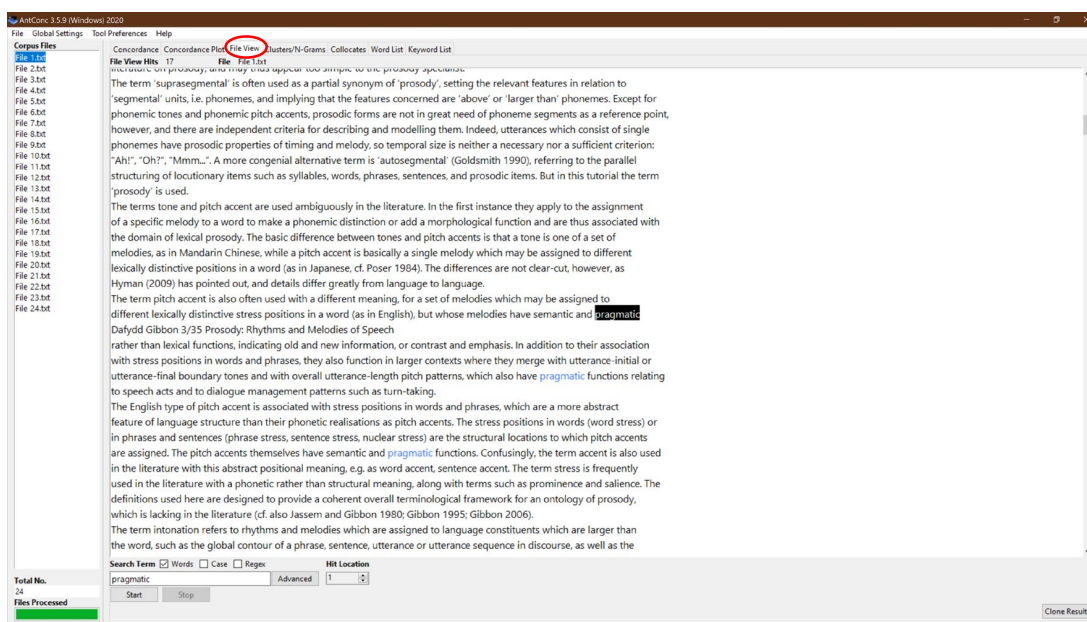 AntConc 3.5.9 (Windows) 2020
File Global Settings Tool Preferences Help
Corpus Files
File 1.txt
File 2.txt
File 3.txt
File 4.txt
File 5.txt
File 6.txt
File 7.txt
File 8.txt
File 9.txt
File 10.txt
File 11.txt
File 12.txt
File 13.txt
File 14.txt
File 15.txt
File 16.txt
File 17.txt
File 18.txt
File 19.txt
File 20.txt
File 21.txt
File 22.txt
File 23.txt
File 24.txt
Total No.
24
Files Processed
Concordance Concordance Plot File View Clusters/N-Grams Collocates Word List Keyword List
File View Hits 17 File File 1.txt
literature on prosody, and may thus appear too simple to the prosody specialist.
The term 'suprasegmental' is often used as a partial synonym of 'prosody', setting the relevant features in relation to
'segmental' units, i.e. phonemes, and implying that the features concerned are 'above' or 'larger than' phonemes. Except for
phonemic tones and phonemic pitch accents, prosodic forms are not in great need of phoneme segments as a reference point,
however, and there are independent criteria for describing and modelling them. Indeed, utterances which consist of single
phonemes have prosodic properties of timing and melody, so temporal size is neither a necessary nor a sufficient criterion:
"Ah!", "Oh?", "Mmm...". A more congenial alternative term is 'autosegmental' (Goldsmith 1990), referring to the parallel
structuring of locutionary items such as syllables, words, phrases, sentences, and prosodic items. But in this tutorial the term
'prosody' is used.
The terms tone and pitch accent are used ambiguously in the literature. In the first instance they apply to the assignment
of a specific melody to a word to make a phonemic distinction or add a morphological function and are thus associated with
the domain of lexical prosody. The basic difference between tones and pitch accents is that a tone is one of a set of
melodies, as in Mandarin Chinese, while a pitch accent is basically a single melody which may be assigned to different
lexically distinctive positions in a word (as in Japanese, cf. Poser 1984). The differences are not clear-cut, however, as
Hyman (2009) has pointed out, and details differ greatly from language to language.
The term pitch accent is also often used with a different meaning, for a set of melodies which may be assigned to
different lexically distinctive stress positions in a word (as in English), but whose melodies have semantic and pragmatic
Dafydd Gibbon 3/35 Prosody: Rhythms and Melodies of Speech
rather than lexical functions, indicating old and new information, or contrast and emphasis. In addition to their association
with stress positions in words and phrases, they also function in larger contexts where they merge with utterance-initial or
utterance-final boundary tones and with overall utterance-length pitch patterns, which also have pragmatic functions relating
to speech acts and to dialogue management patterns such as turn-taking.
The English type of pitch accent is associated with stress positions in words and phrases, which are a more abstract
feature of language structure than their phonetic realisations as pitch accents. The stress positions in words (word stress) or
in phrases and sentences (phrase stress, sentence stress, nuclear stress) are the structural locations to which pitch accents
are assigned. The pitch accents themselves have semantic and pragmatic functions. Confusingly, the term accent is also used
in the literature with this abstract positional meaning, e.g. as word accent, sentence accent. The term stress is frequently
used in the literature with a phonetic rather than structural meaning, along with terms such as prominence and salience. The
definitions used here are designed to provide a coherent overall terminological framework for an ontology of prosody,
which is lacking in the literature (cf. also Jassem and Gibbon 1980; Gibbon 1995; Gibbon 2006).
The term intonation refers to rhythms and melodies which are assigned to language constituents which are larger than
the word, such as the global contour of a phrase, sentence, utterance or utterance sequence in discourse, as well as the
Search Term Words Case Regex Hit Location
pragmatic Advanced 1
Start Stop
Clone Result